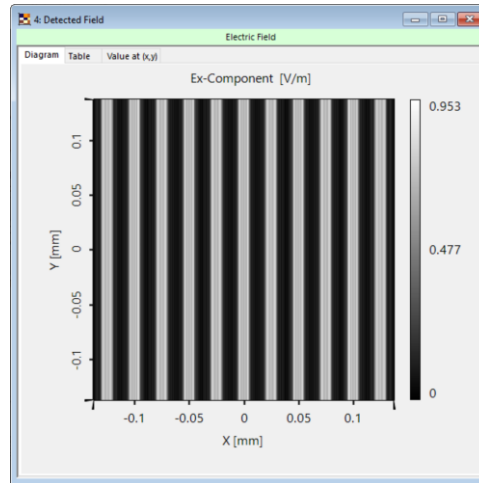 4: Detected Field
Electric Field
Diagram Table Value at (x,y)
Ex-Component [V/m]
0.953
0.477
0
Y [mm]
0.1
0.05
0
-0.05
-0.1
-0.1 -0.05 0 0.05 0.1
X [mm]